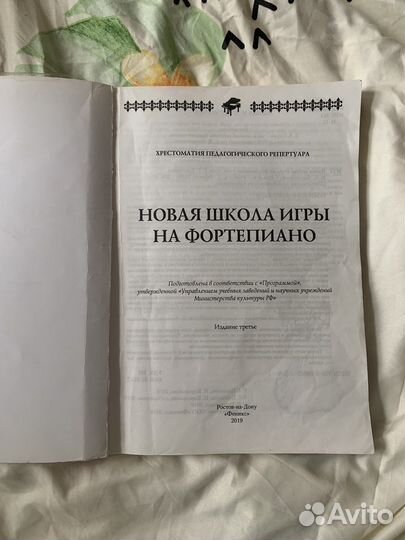 ХРЕСТОМАТИЯ ПЕДАГОГИЧЕСКОГО РЕПЕРТУАРА
НОВАЯ ШКОЛА ИГРЫ
НА ФОРТЕПИАНО
Подготовлена в соответствии с «Программой»,
утвержденной «Управлением учебных заведений и научных учреждений
Министерства культуры РФ»
Издание третье
Ростов-на-Дону
«Феникс»
2019
Avito